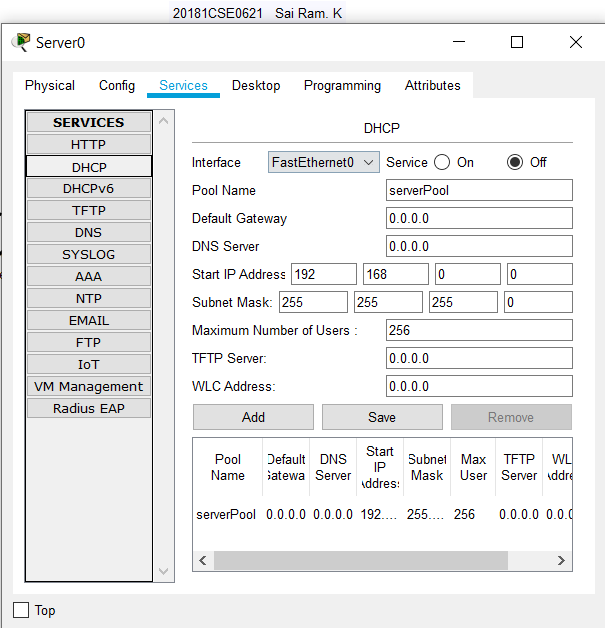 20181CSE0621 Sai Ram. K
Server0
Physical Config Services Desktop Programming Attributes
SERVICES
HTTP
DHCP
DHCPv6
TFTP
DNS
SYSLOG
AAA
NTP
EMAIL
FTP
IoT
VM Management
Radius EAP
DHCP
Interface FastEthernet0 Service On Off
Pool Name serverPool
Default Gateway 0.0.0.0
DNS Server 0.0.0.0
Start IP Address 192 168 0 0
Subnet Mask: 255 255 255 0
Maximum Number of Users : 256
TFTP Server: 0.0.0.0
WLC Address: 0.0.0.0
Add Save Remove
Pool Name Default Gatewa DNS Server Start IP Address Subnet Mask Max User TFTP Server WL Addre
serverPool 0.0.0.0 0.0.0.0 192.... 255.... 256 0.0.0.0 0.0.0
Top